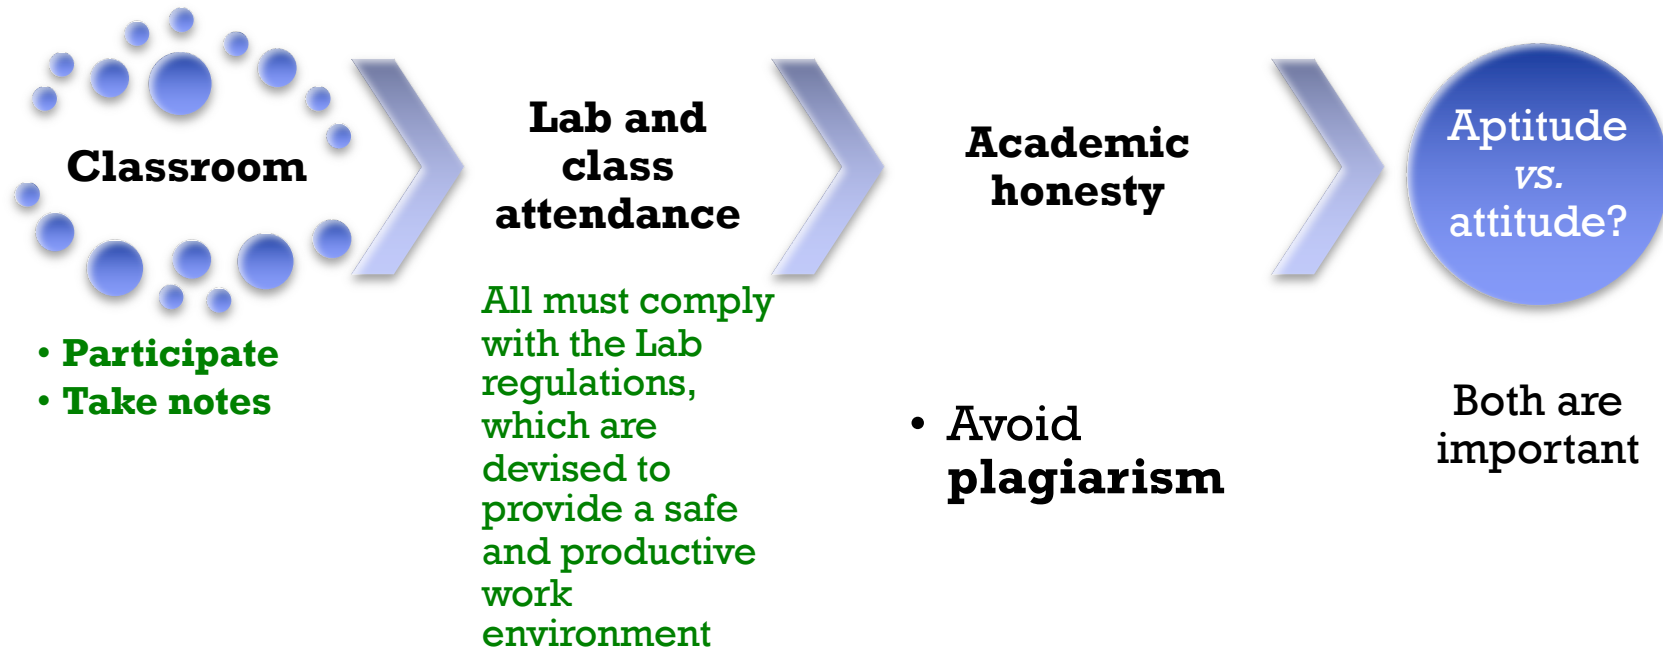 Classroom
• Participate
• Take notes
Lab and
class
attendance
All must comply
with the Lab
regulations,
which are
devised to
provide a safe
and productive
work
environment
Academic
honesty
• Avoid
plagiarism
Aptitude
vs.
attitude?
Both are
important